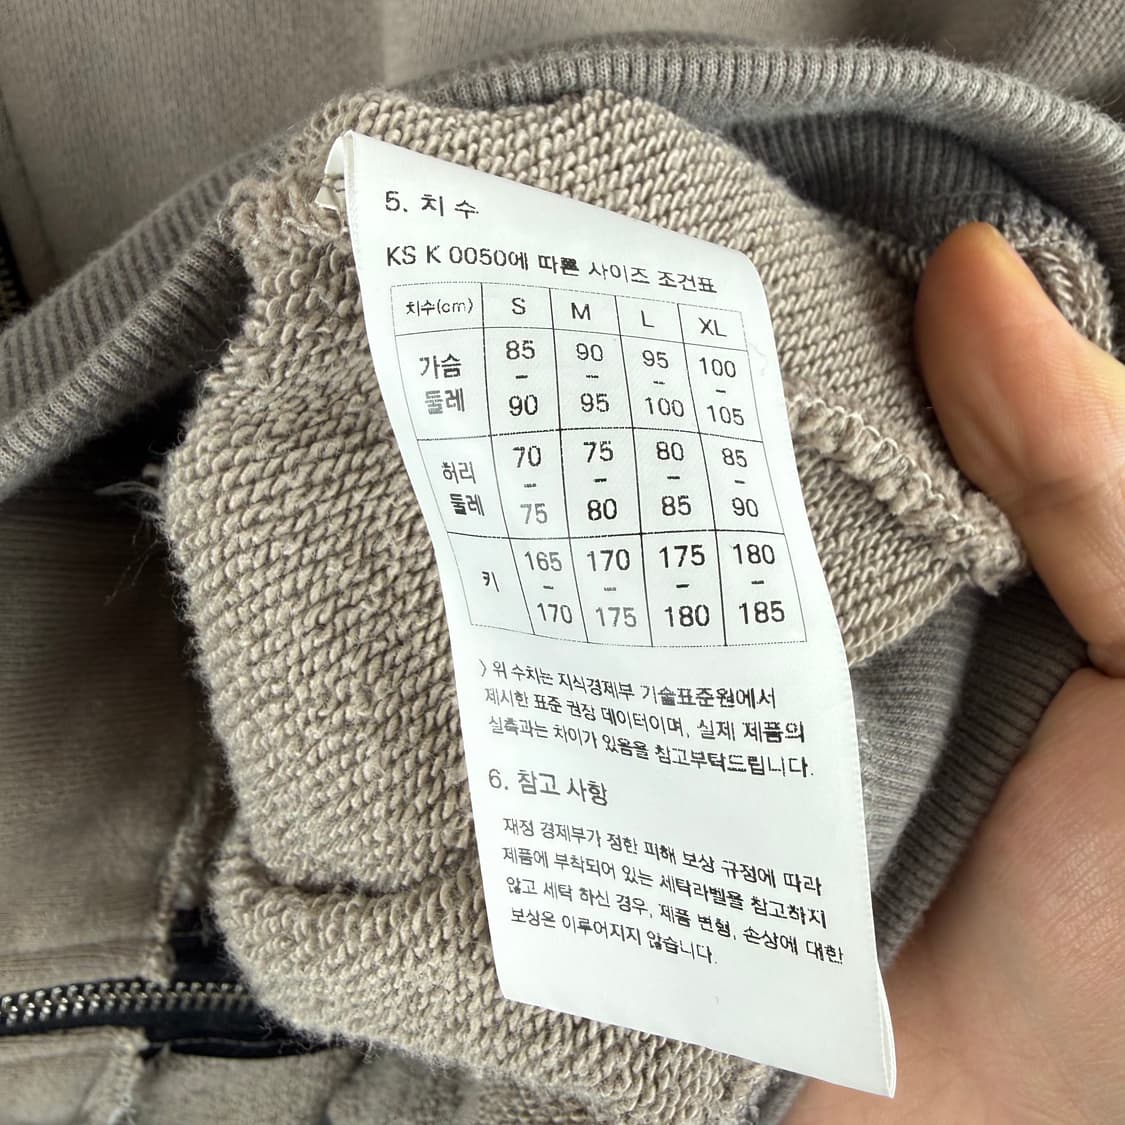 5. 치 수
KS K 0050에 따른 사이즈 조건표
치수(cm) S M L XL
가슴 둘레 85 - 90 90 - 95 95 - 100 100 - 105
허리 둘레 70 - 75 75 - 80 80 - 85 85 - 90
키 165 - 170 170 - 175 175 - 180 180 - 185
> 위 수치는 지식경제부 기술표준원에서
제시한 표준 권장 데이터이며, 실제 제품의
실측과는 차이가 있음을 참고부탁드립니다.
6. 참고 사항
재정 경제부가 정한 피해 보상 규정에 따라
제품에 부착되어 있는 세탁라벨을 참고하지
않고 세탁 하신 경우, 제품 변형, 손상에 대한
보상은 이루어지지 않습니다.